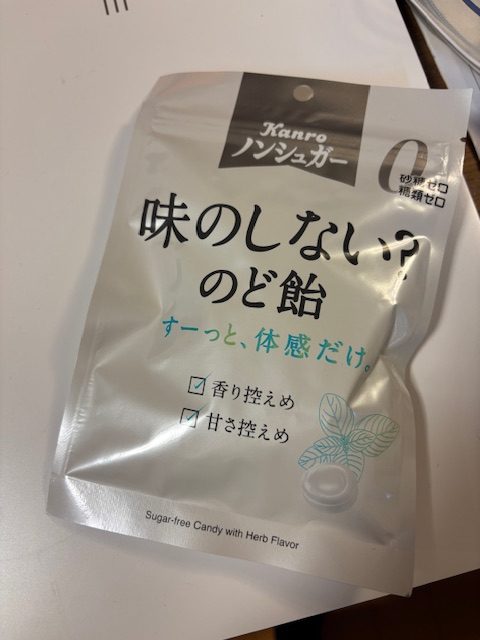 Kanro
ノンシュガー
0
砂糖ゼロ
糖類ゼロ
味のしない?
のど飴
すーっと、体感だけ。
香り控えめ
甘さ控えめ
Sugar-free Candy with Herb Flavor